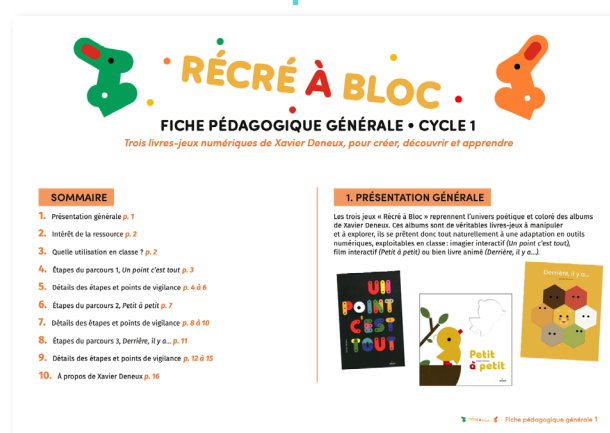 RÉCRÉ À BLOC
FICHE PÉDAGOGIQUE GÉNÉRALE • CYCLE 1
Trois livres-jeux numériques de Xavier Deneux, pour créer, découvrir et apprendre
SOMMAIRE
1. Présentation générale p. 1
2. Intérêt de la ressource p. 2
3. Quelle utilisation en classe ? p. 2
4. Étapes du parcours 1, Un point c'est tout p. 3
5. Détails des étapes et points de vigilance p. 4 à 6
6. Étapes du parcours 2, Petit à petit p. 7
7. Détails des étapes et points de vigilance p. 8 à 10
8. Étapes du parcours 3, Derrière, il y a... p. 11
9. Détails des étapes et points de vigilance p. 12 à 15
10. À propos de Xavier Deneux p. 16
1. PRÉSENTATION GÉNÉRALE
Les trois jeux « Récré à Bloc » reprennent l'univers poétique et coloré des albums
de Xavier Deneux. Ces albums sont de véritables livres-jeux à manipuler
et à explorer, ils se prêtent donc tout naturellement à une adaptation en outils
numériques, exploitables en classe : imagier interactif (Un point c'est tout),
film interactif (Petit à petit) ou bien livre animé (Derrière, il y a...).
UN
POINT
C'EST
TOUT
Petit
à petit
Derrière, il y a...
Fiche pédagogique générale 1